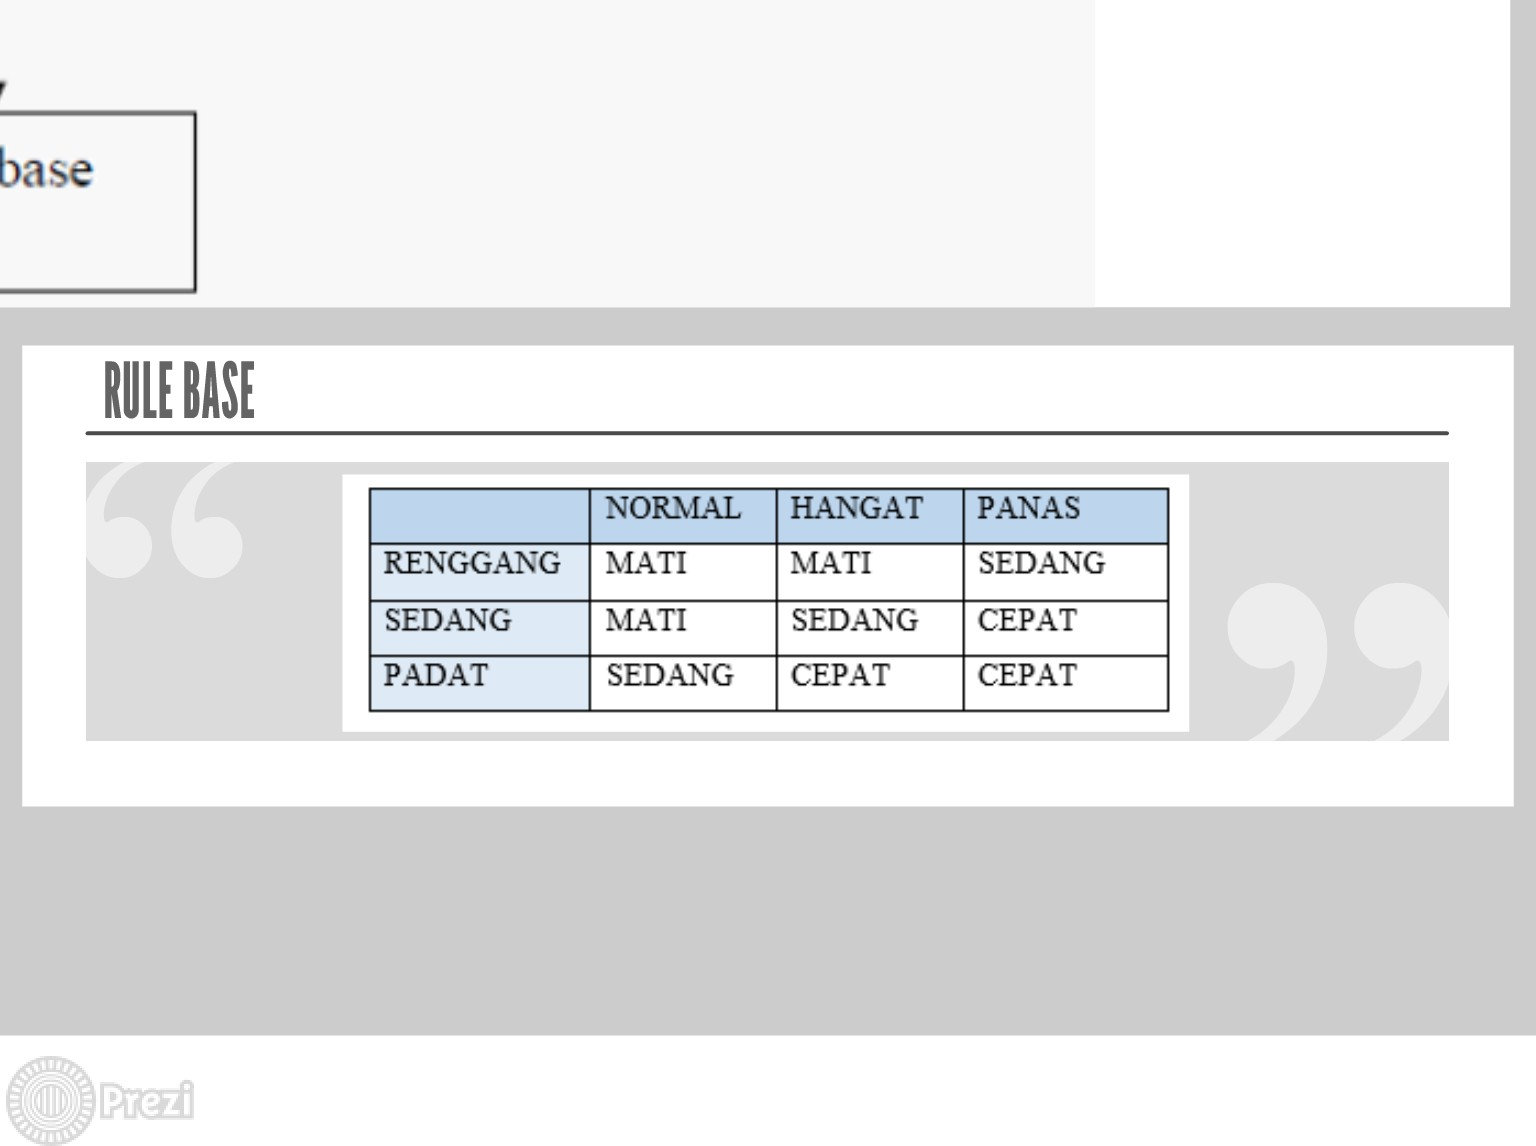 base
RULE BASE
NORMAL HANGAT PANAS
RENGGANG MATI MATI SEDANG
SEDANG MATI SEDANG CEPAT
PADAT SEDANG CEPAT CEPAT
Prezi